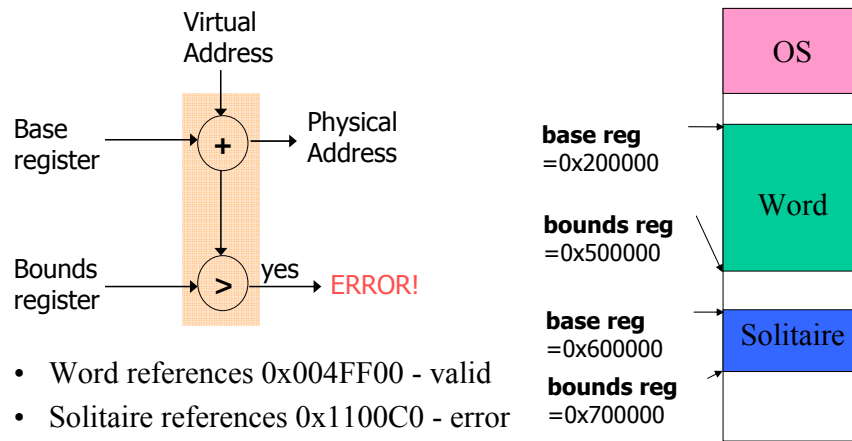 Virtual
Address
Base
register
+
Physical
Address
Bounds
register
>
yes
ERROR!
• Word references 0x004FF00 - valid
• Solitaire references 0x1100C0 - error
OS
base reg
=0x200000
Word
bounds reg
=0x500000
base reg
=0x600000
Solitaire
bounds reg
=0x700000